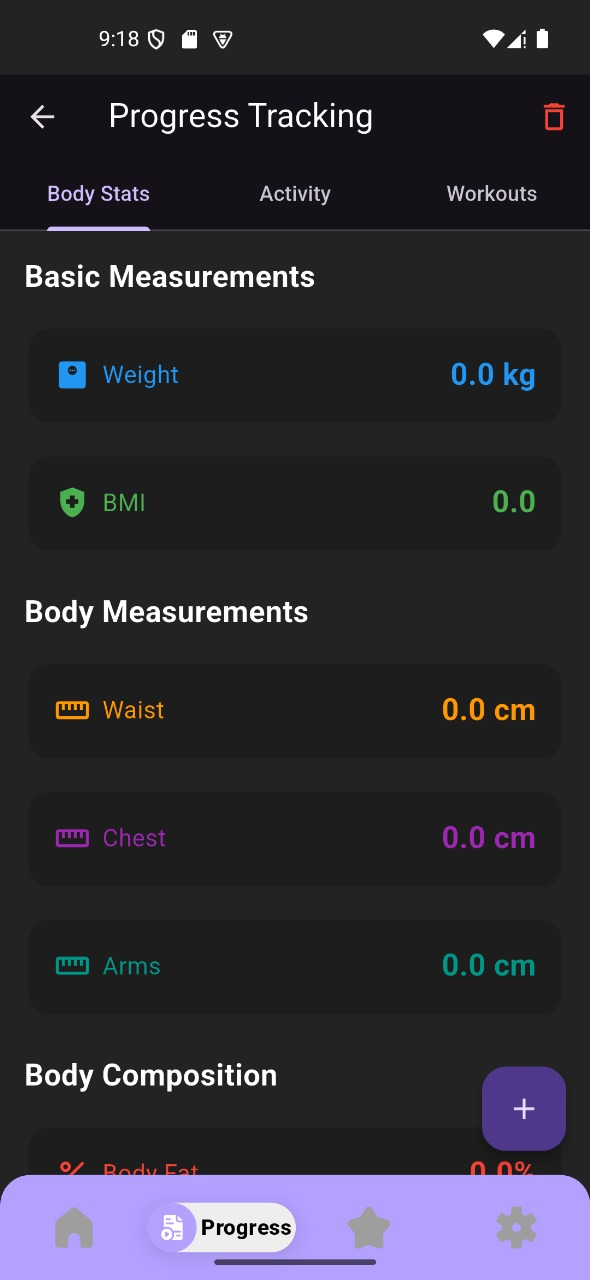 9:18
Progress Tracking
Body Stats Activity Workouts
Basic Measurements
Weight 0.0 kg
BMI 0.0
Body Measurements
Waist 0.0 cm
Chest 0.0 cm
Arms 0.0 cm
Body Composition
Body Fat 0.0%
Progress